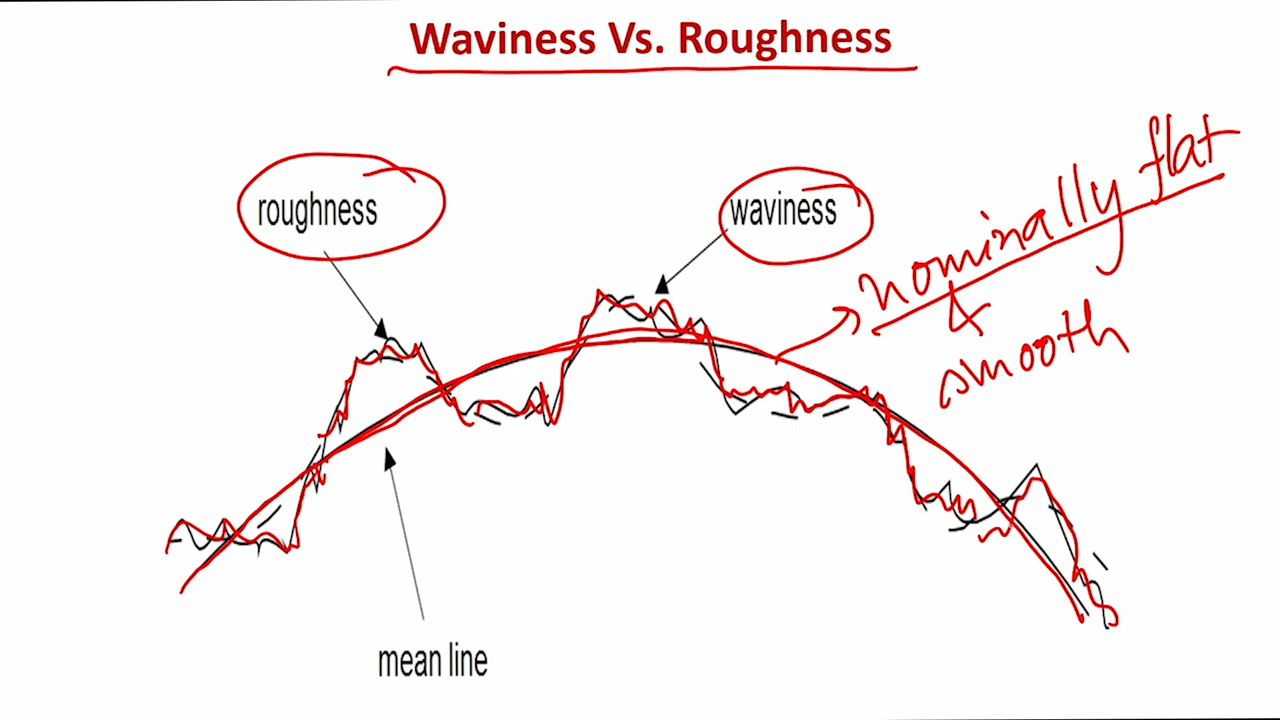 Waviness Vs. Roughness
roughness
waviness
nominally flat
&
smooth
mean line